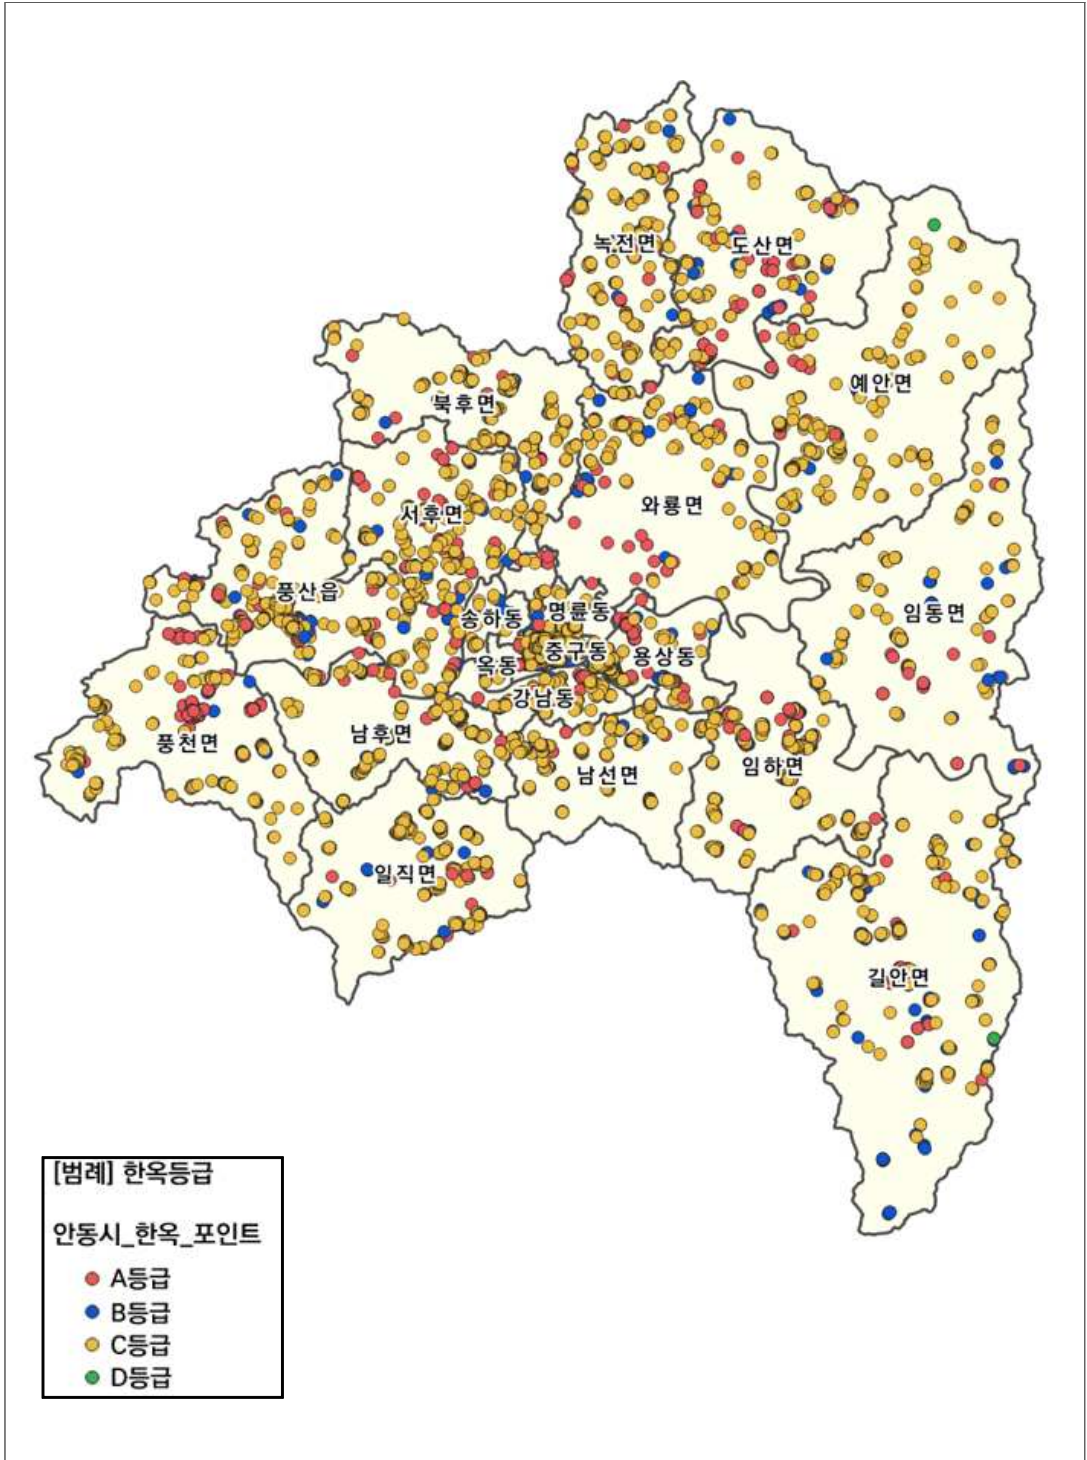 녹전면
도산면
예안면
북후면
와룡면
서후면
풍산읍
임동면
송하동
명륜동
중구동
용상동
옥동
강남동
풍천면
남후면
남선면
임하면
일직면
길안면
[범례] 한옥등급
안동시_한옥_포인트
A등급
B등급
C등급
D등급